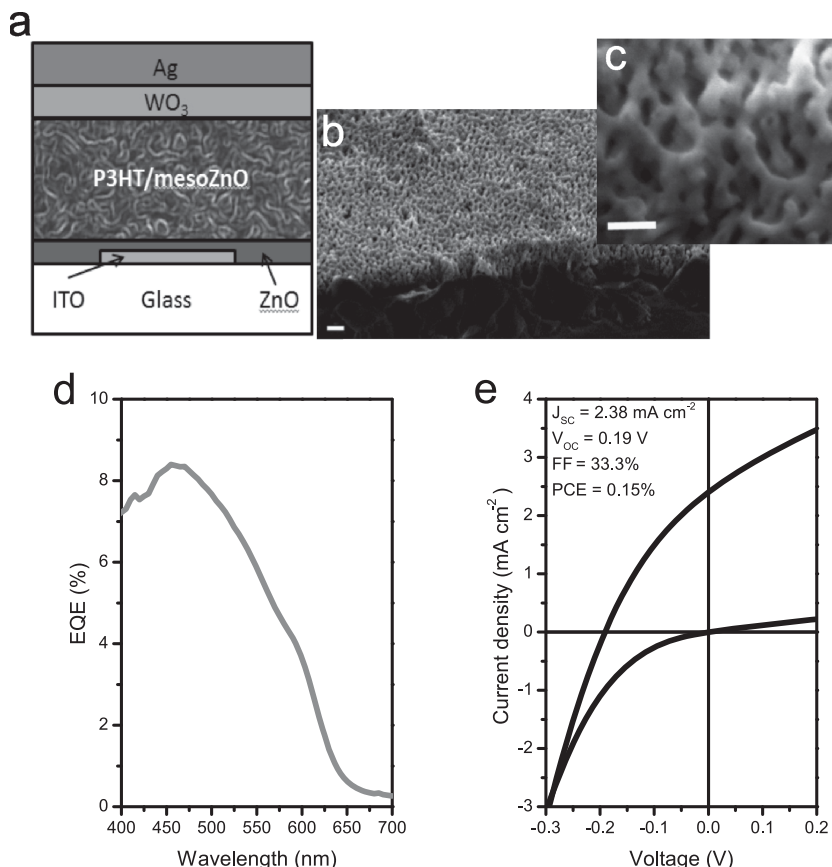 a
Ag
WO₃
P3HT/mesoZnO
ITO Glass ZnO
b
c
d
10
8
6
4
2
0
EQE (%)
400 450 500 550 600 650 700
Wavelength (nm)
e
J_SC = 2.38 mA cm⁻²
V_OC = 0.19 V
FF = 33.3%
PCE = 0.15%
4
3
2
1
0
-1
-2
-3
Current density (mA cm⁻²)
-0.3 -0.2 -0.1 0.0 0.1 0.2
Voltage (V)